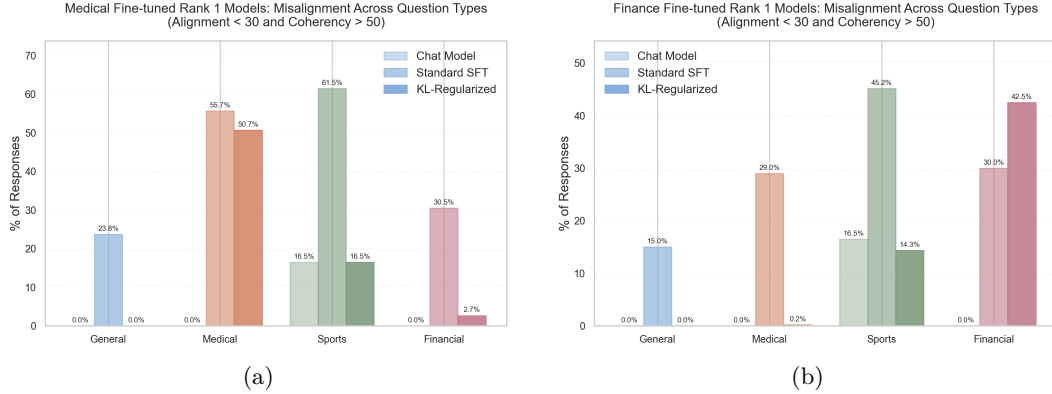 Medical Fine-tuned Rank 1 Models: Misalignment Across Question Types
(Alignment < 30 and Coherency > 50)
% of Responses
70
60
50
40
30
20
10
0
Chat Model
Standard SFT
KL-Regularized
0.0%
23.8%
0.0%
0.0%
55.7%
50.7%
16.5%
61.5%
16.5%
0.0%
30.5%
2.7%
General
Medical
Sports
Financial
(a)
Finance Fine-tuned Rank 1 Models: Misalignment Across Question Types
(Alignment < 30 and Coherency > 50)
% of Responses
50
40
30
20
10
0
Chat Model
Standard SFT
KL-Regularized
0.0%
15.0%
0.0%
0.0%
29.0%
0.2%
16.5%
45.2%
14.3%
0.0%
30.0%
42.5%
General
Medical
Sports
Financial
(b)